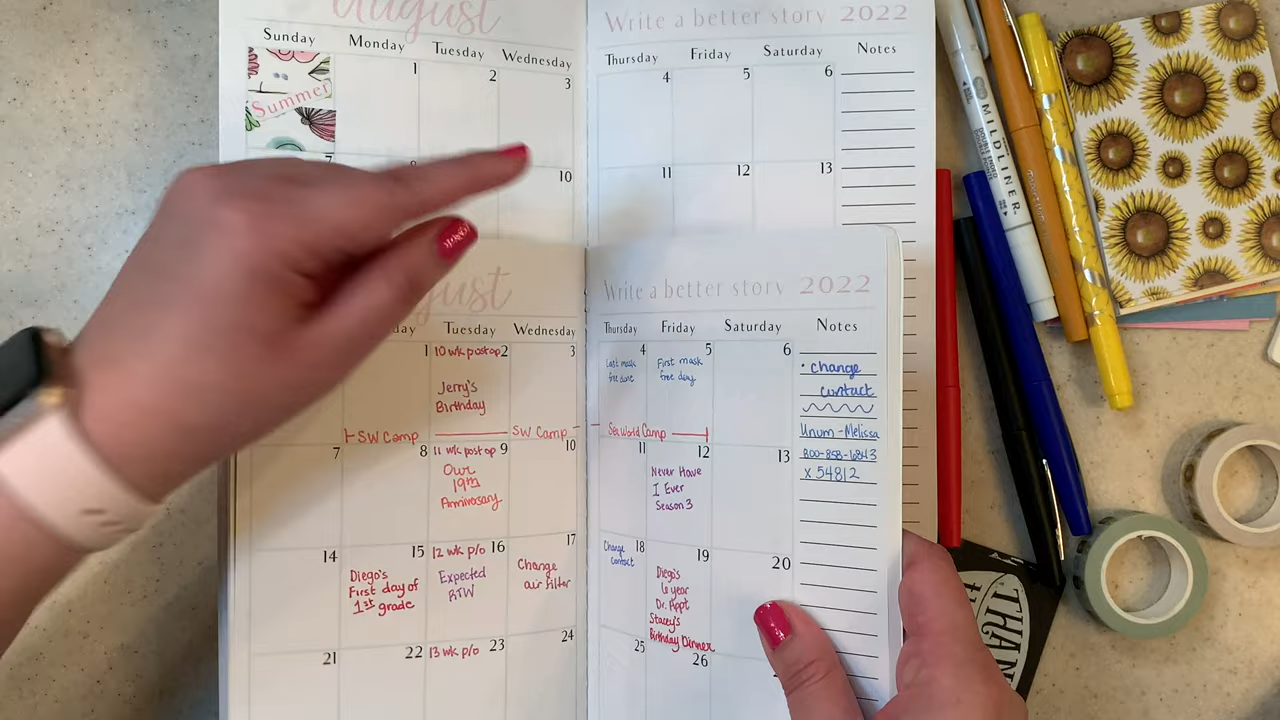 august
Write a better story 2022
Sunday Monday Tuesday Wednesday Thursday Friday Saturday Notes
1 2 3 4 5 6
Summer
7 10 11 12 13
MILDLINER
august
Write a better story 2022
Tuesday Wednesday Thursday Friday Saturday Notes
1 10 wk post op 2 3 4 5 6
Jerry's
Birthday
Last mask
First mask
free day
SW Camp SW Camp SeaWorld Camp
• change
contact
Unum - Melissa
800-858-6843
x 54812
7 8 11 wk post op 9 10 11 12 13
Our
19th
Anniversary
Never Have
I Ever
Season 3
14 15 12 wk p/o 16 17 18 19 20
Diego's
First day of
1st grade
Expected
RTW
Change
air filter
Change
contact
Diego's
6 year
Dr. Appt
Stacey's
Birthday Dinner
21 22 13 wk p/o 23 24 25 26